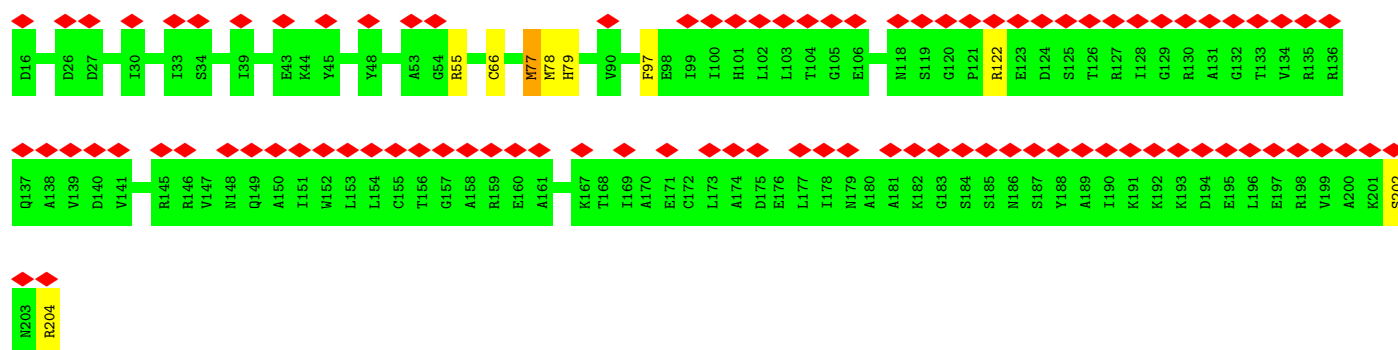 D16 D26 D27 I30 I33 S34 I39 E43 K44 Y45 Y48 A53 G54 R55 C66 M77 M78 H79 V90 F97 E98 I99 I100 H101 L102 L103 T104 G105 E106 N118 S119 G120 P121 R122 E123 D124 S125 T126 R127 I128 G129 R130 A131 G132 T133 V134 R135 R136
Q137 A138 V139 D140 V141 R145 R146 V147 N148 Q149 A150 I151 W152 L153 L154 C155 T156 G157 A158 R159 E160 A161 K167 T168 I169 A170 E171 C172 L173 A174 D175 E176 L177 I178 N179 A180 A181 K182 G183 S184 S185 N186 S187 Y188 A189 I190 K191 K192 K193 D194 E195 L196 E197 R198 V199 A200 K201 S202
N203 R204